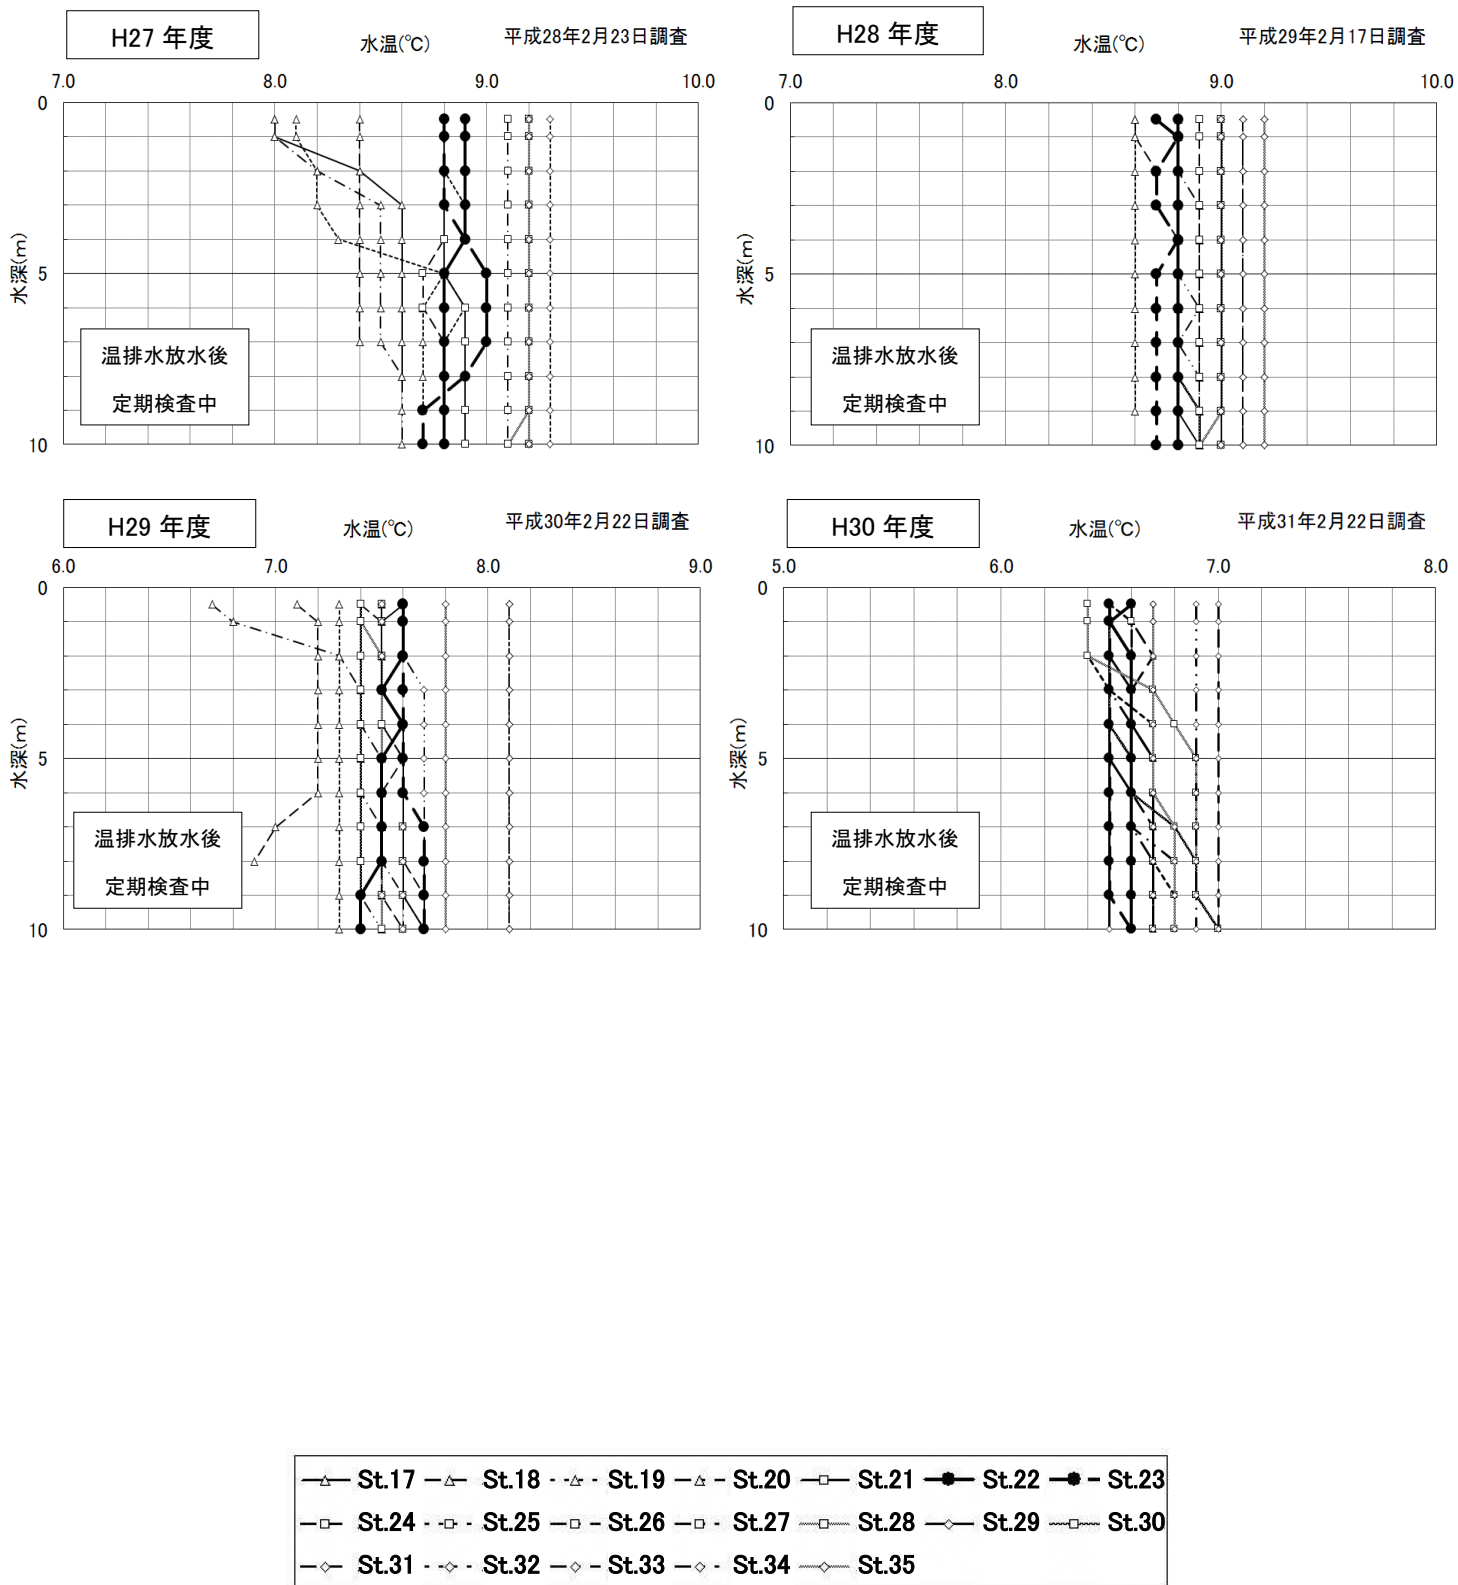 H27 年度
水温(℃)
平成28年2月23日調査
7.0 8.0 9.0 10.0
0
5
10
水深(m)
温排水放水後
定期検査中
H28 年度
水温(℃)
平成29年2月17日調査
7.0 8.0 9.0 10.0
0
5
10
水深(m)
温排水放水後
定期検査中
H29 年度
水温(℃)
平成30年2月22日調査
6.0 7.0 8.0 9.0
0
5
10
水深(m)
温排水放水後
定期検査中
H30 年度
水温(℃)
平成31年2月22日調査
5.0 6.0 7.0 8.0
0
5
10
水深(m)
温排水放水後
定期検査中
St.17 St.18 St.19 St.20 St.21 St.22 St.23
St.24 St.25 St.26 St.27 St.28 St.29 St.30
St.31 St.32 St.33 St.34 St.35